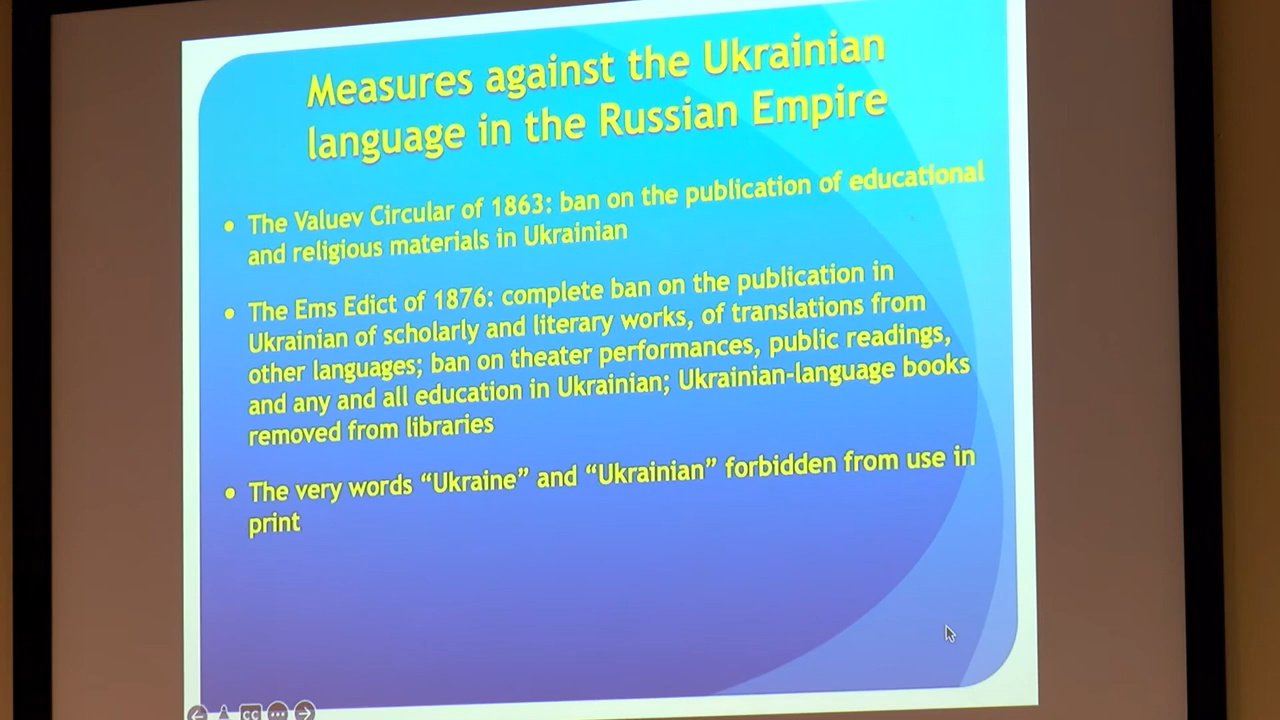 Measures against the Ukrainian
language in the Russian Empire
• The Valuev Circular of 1863: ban on the publication of educational
and religious materials in Ukrainian
• The Ems Edict of 1876: complete ban on the publication in
Ukrainian of scholarly and literary works, of translations from
other languages; ban on theater performances, public readings,
and any and all education in Ukrainian; Ukrainian-language books
removed from libraries
• The very words “Ukraine” and “Ukrainian” forbidden from use in
print
CC